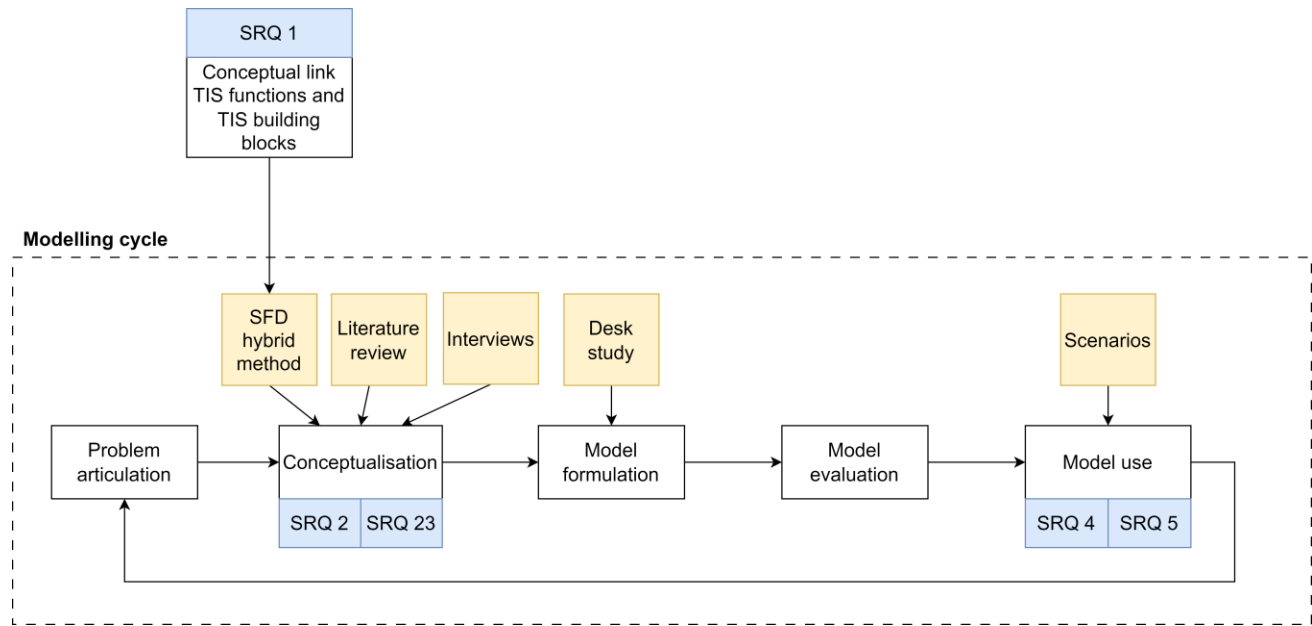 SRQ 1
Conceptual link
TIS functions and
TIS building
blocks
Modelling cycle
SFD
hybrid
method
Literature
review
Interviews
Desk
study
Scenarios
Problem
articulation
Conceptualisation
Model
formulation
Model
evaluation
Model use
SRQ 2
SRQ 23
SRQ 4
SRQ 5